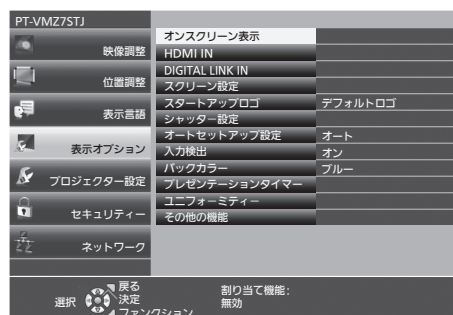 PT-VMZ7STJ
映像調整
位置調整
表示言語
表示オプション
プロジェクター設定
セキュリティー
ネットワーク
オンスクリーン表示
HDMI IN
DIGITAL LINK IN
スクリーン設定
スタートアップロゴ デフォルトロゴ
シャッター設定
オートセットアップ設定 オート
入力検出 オン
バックカラー ブルー
プレゼンテーションタイマー
ユニフォーミティー
その他の機能
選択
戻る
決定
ファンクション
割り当て機能:
無効